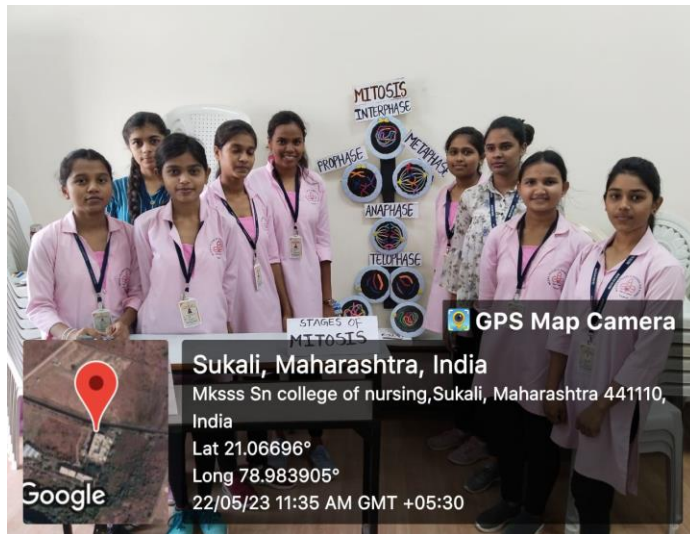 MITOSIS
INTERPHASE
PROPHASE
METAPHASE
ANAPHASE
TELOPHASE
STAGES OF
MITOSIS
GPS Map Camera
Sukali, Maharashtra, India
Mksss Sn college of nursing,Sukali, Maharashtra 441110,
India
Lat 21.06696°
Long 78.983905°
22/05/23 11:35 AM GMT +05:30
Google